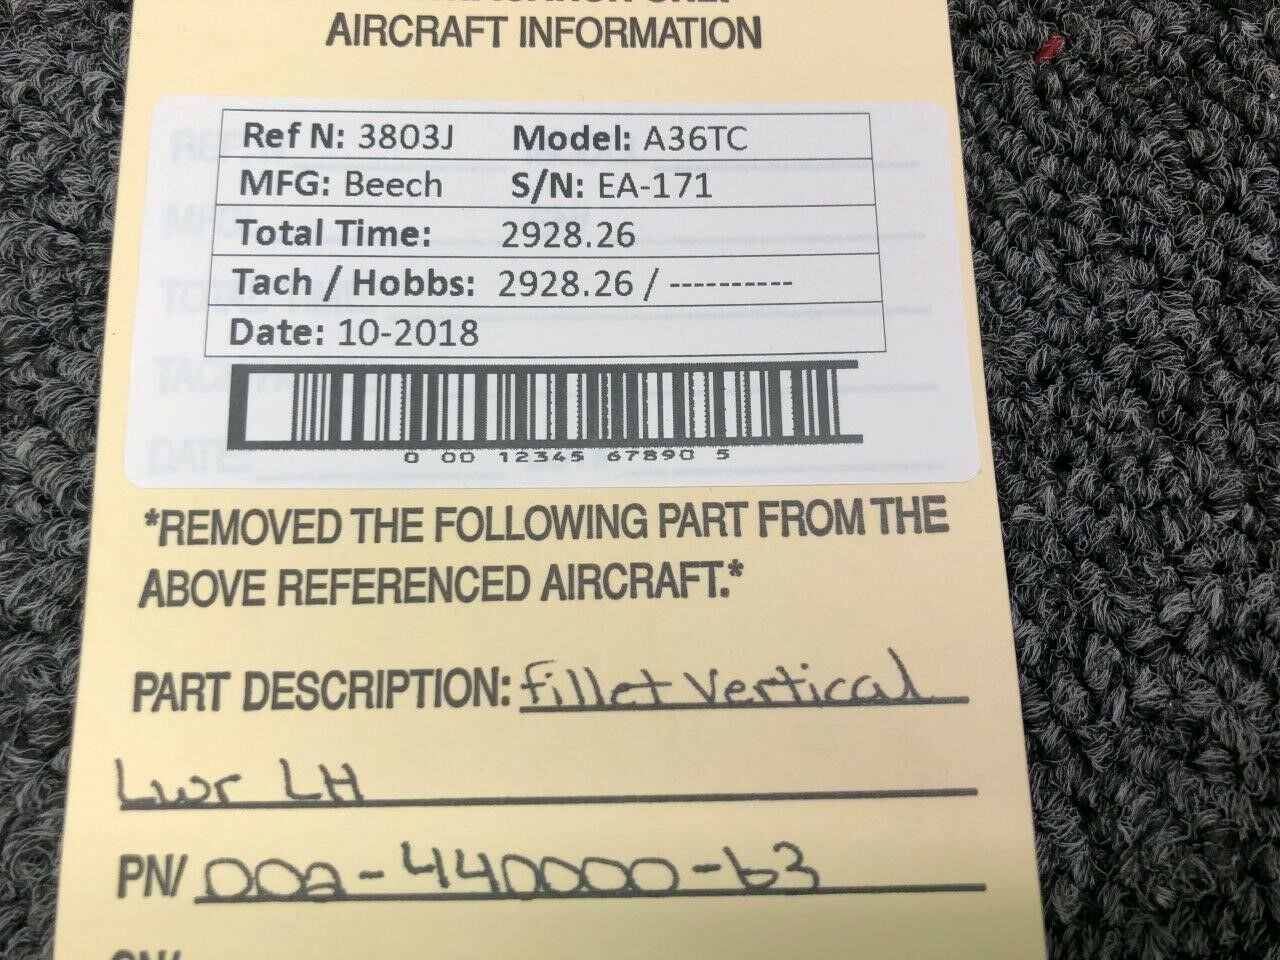 AIRCRAFT INFORMATION
Ref N: 3803J Model: A36TC
MFG: Beech S/N: EA-171
Total Time: 2928.26
Tach / Hobbs: 2928.26 / ----------
Date: 10-2018
0 00 12345 67890 5
*REMOVED THE FOLLOWING PART FROM THE
ABOVE REFERENCED AIRCRAFT.*
PART DESCRIPTION: fillet Vertical
Lwr LH
PN/ 002-440000-63